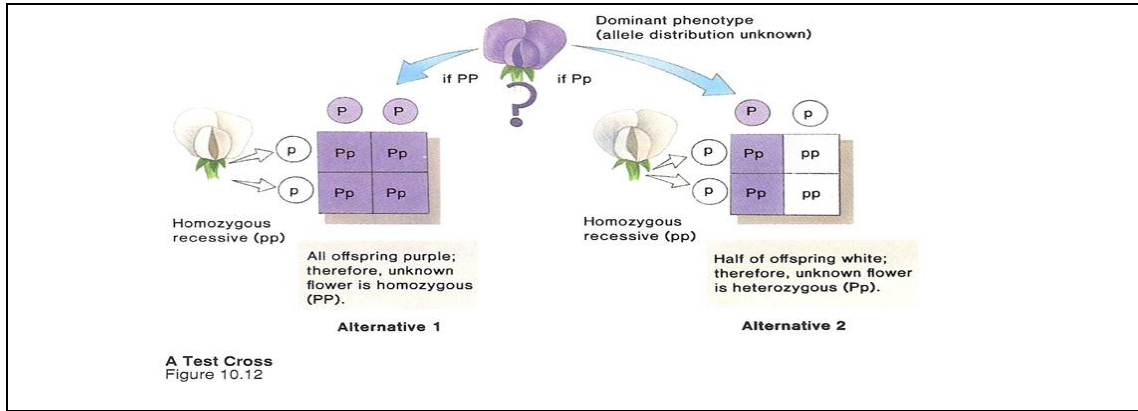 Dominant phenotype
(allele distribution unknown)
if PP
if Pp
?
P P
p
Pp Pp
p
Pp Pp
Homozygous
recessive (pp)
All offspring purple;
therefore, unknown
flower is homozygous
(PP).
Alternative 1
P p
p
Pp pp
p
Pp pp
Homozygous
recessive (pp)
Half of offspring white;
therefore, unknown flower
is heterozygous (Pp).
Alternative 2
A Test Cross
Figure 10.12